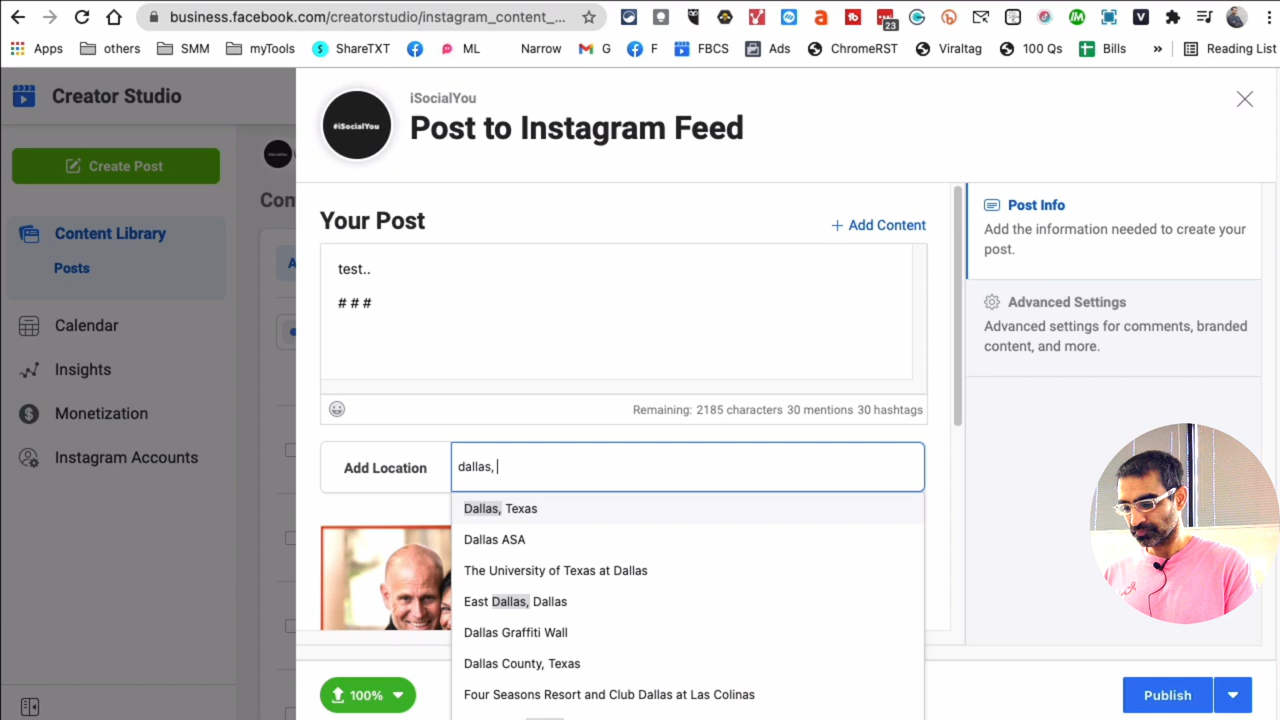 business.facebook.com/creatorstudio/instagram_content_...
23
Apps
others
SMM
myTools
ShareTXT
ML
Narrow
G
F
FBCS
Ads
ChromeRST
Viraltag
100 Qs
Bills
»
Reading List
Creator Studio
Create Post
Content Library
Posts
Calendar
Insights
Monetization
Instagram Accounts
Con
A
#iSocialYou
iSocialYou
Post to Instagram Feed
Your Post
+ Add Content
test..
# # #
Remaining: 2185 characters 30 mentions 30 hashtags
Add Location
dallas,
Dallas, Texas
Dallas ASA
The University of Texas at Dallas
East Dallas, Dallas
Dallas Graffiti Wall
Dallas County, Texas
Four Seasons Resort and Club Dallas at Las Colinas
Post Info
Add the information needed to create your
post.
Advanced Settings
Advanced settings for comments, branded
content, and more.
100%
Publish